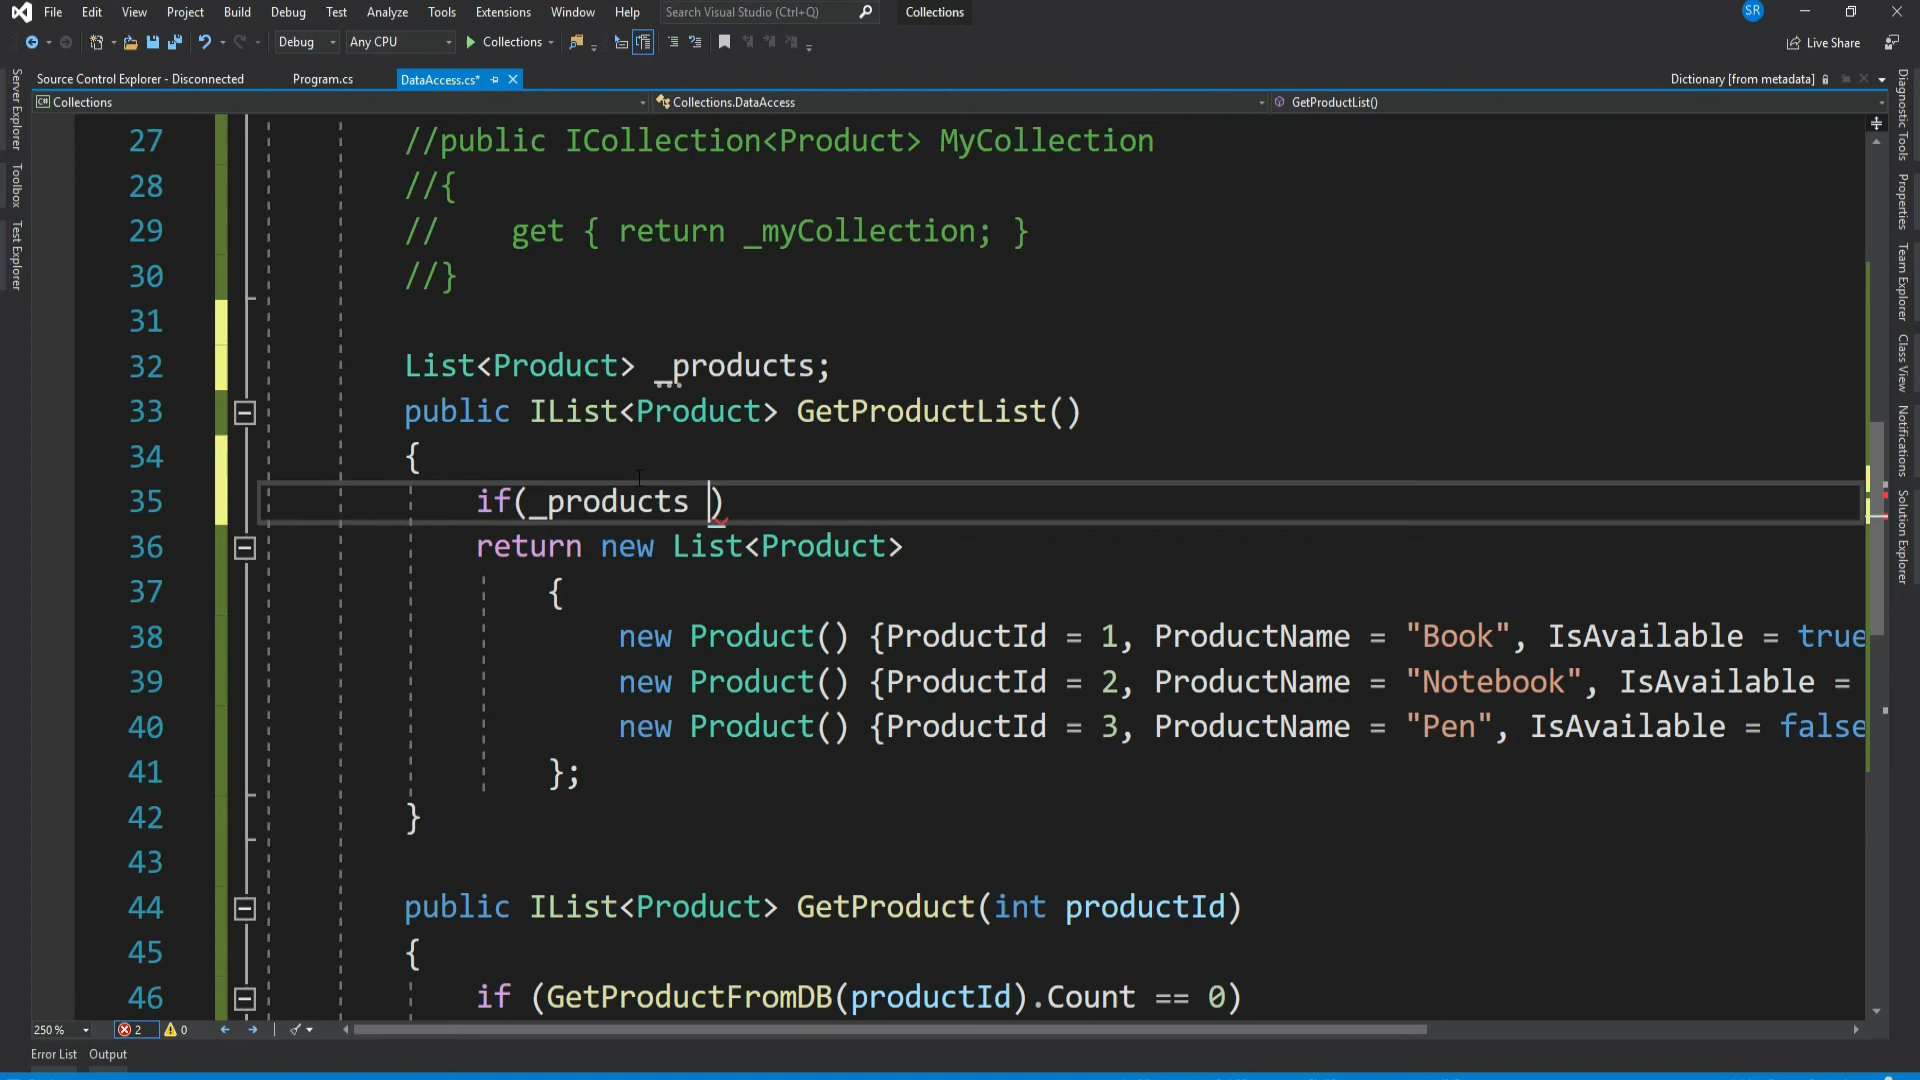 File Edit View Project Build Debug Test Analyze Tools Extensions Window Help Search Visual Studio (Ctrl+Q) Collections SR
Debug Any CPU Collections Live Share
Source Control Explorer - Disconnected Program.cs DataAccess.cs* Dictionary [from metadata]
Collections Collections.DataAccess GetProductList()
Server Explorer
Toolbox
Test Explorer
27 //public ICollection<Product> MyCollection
28 //{
29 // get { return _myCollection; }
30 //}
31
32 List<Product> _products;
33 public IList<Product> GetProductList()
34 {
35 if(_products )
36 return new List<Product>
37 {
38 new Product() {ProductId = 1, ProductName = "Book", IsAvailable = true
39 new Product() {ProductId = 2, ProductName = "Notebook", IsAvailable =
40 new Product() {ProductId = 3, ProductName = "Pen", IsAvailable = false
41 };
42 }
43
44 public IList<Product> GetProduct(int productId)
45 {
46 if (GetProductFromDB(productId).Count == 0)
Diagnostic Tools
Properties
Team Explorer
Class View
Notifications
Solution Explorer
250 % 2 0
Error List Output